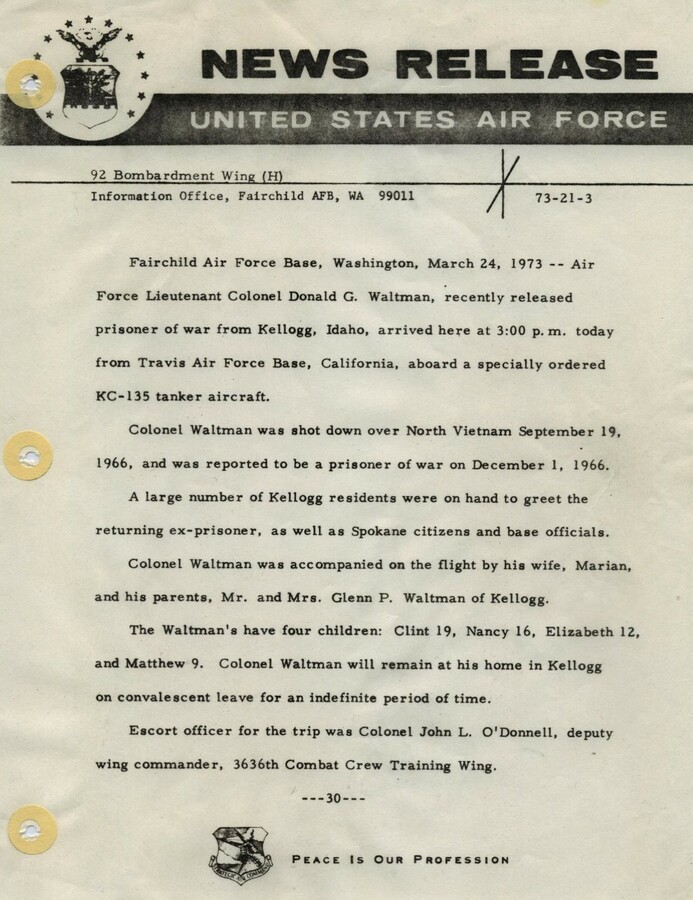 NEWS RELEASE
UNITED STATES AIR FORCE
92 Bombardment Wing (H)
Information Office, Fairchild AFB, WA 99011
73-21-3
Fairchild Air Force Base, Washington, March 24, 1973 -- Air
Force Lieutenant Colonel Donald G. Waltman, recently released
prisoner of war from Kellogg, Idaho, arrived here at 3:00 p.m. today
from Travis Air Force Base, California, aboard a specially ordered
KC-135 tanker aircraft.
Colonel Waltman was shot down over North Vietnam September 19,
1966, and was reported to be a prisoner of war on December 1, 1966.
A large number of Kellogg residents were on hand to greet the
returning ex-prisoner, as well as Spokane citizens and base officials.
Colonel Waltman was accompanied on the flight by his wife, Marian,
and his parents, Mr. and Mrs. Glenn P. Waltman of Kellogg.
The Waltman's have four children: Clint 19, Nancy 16, Elizabeth 12,
and Matthew 9. Colonel Waltman will remain at his home in Kellogg
on convalescent leave for an indefinite period of time.
Escort officer for the trip was Colonel John L. O'Donnell, deputy
wing commander, 3636th Combat Crew Training Wing.
---30---
STRATEGIC AIR COMMAND
PEACE IS OUR PROFESSION